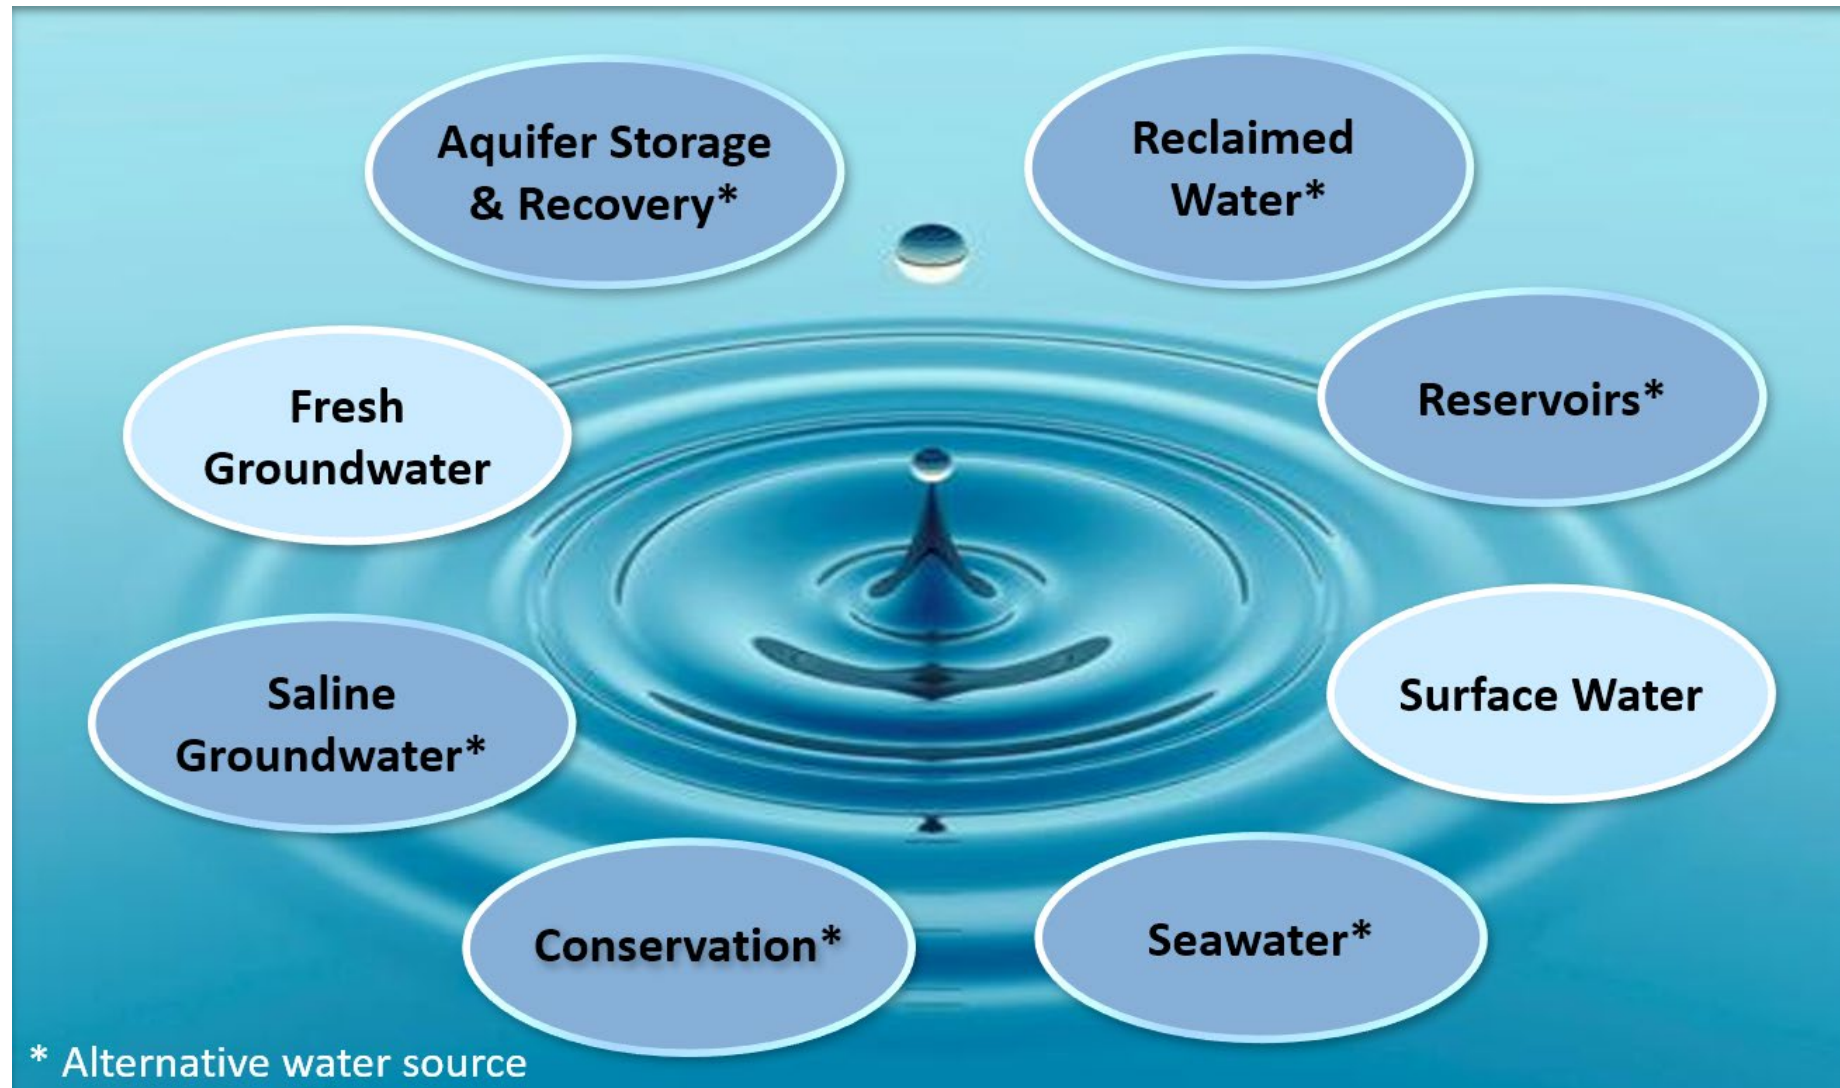 Aquifer Storage
& Recovery*
Reclaimed
Water*
Fresh
Groundwater
Reservoirs*
Saline
Groundwater*
Surface Water
Conservation*
Seawater*
* Alternative water source